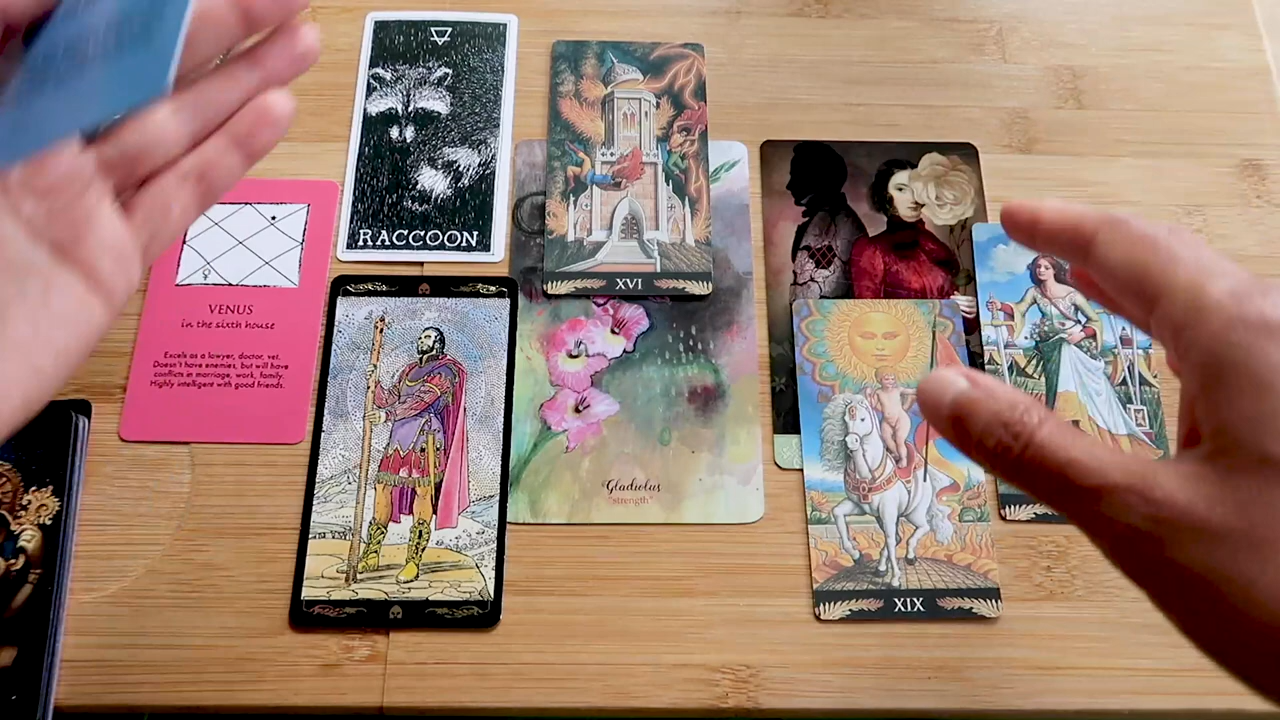 RACCOON
XVI
VENUS
in the sixth house
Excels as a lawyer, doctor, vet.
Doesn't have enemies, but will have
conflicts in marriage, work, family.
Highly intelligent with good friends.
Gladiolus
"strength"
XIX